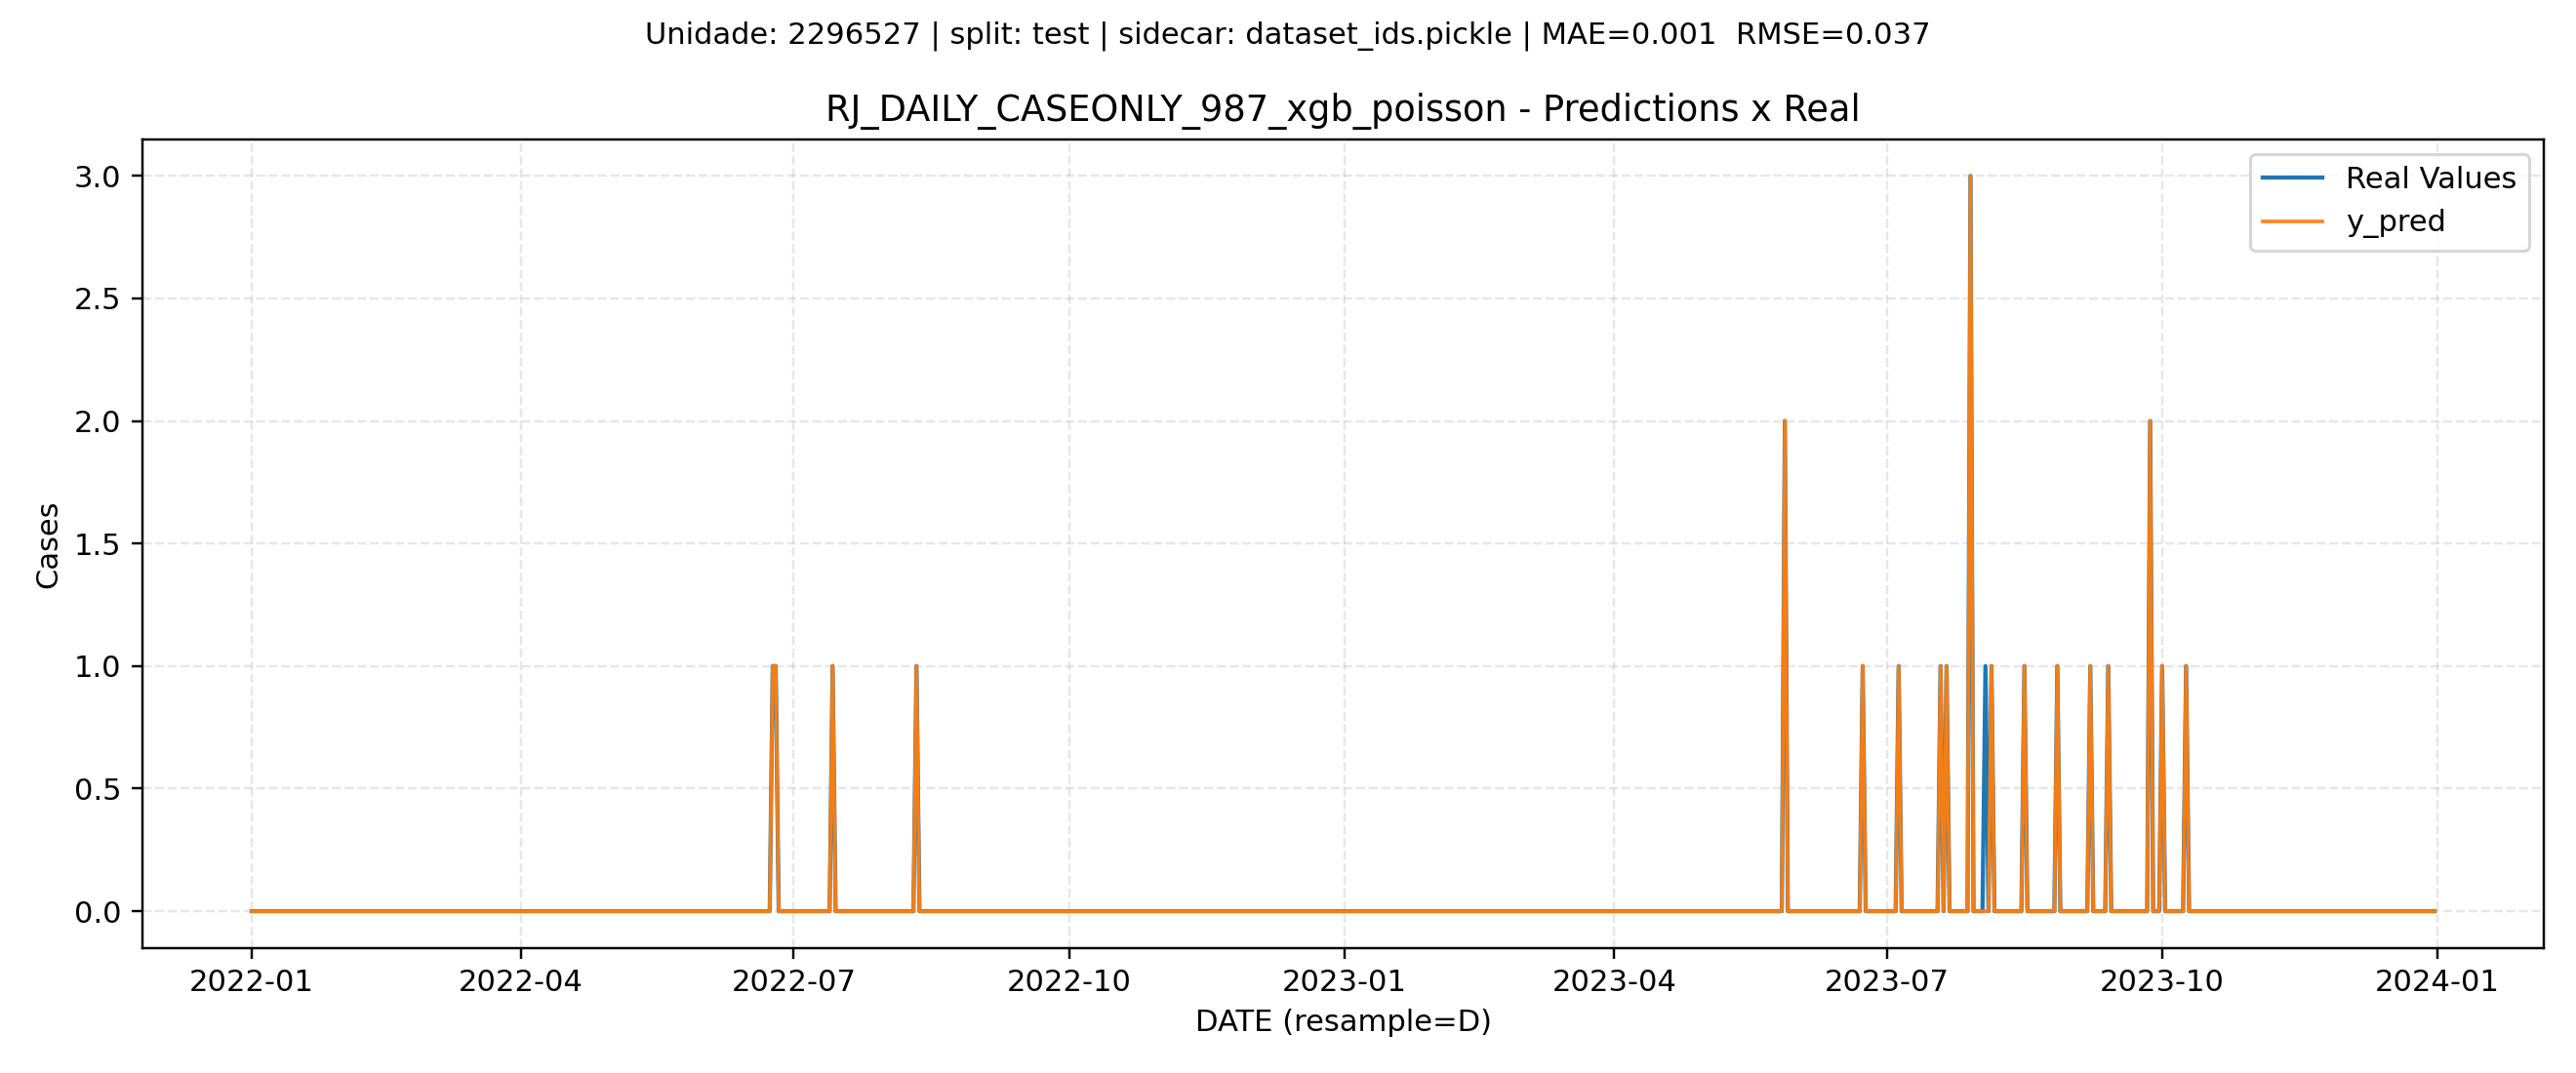 Unidade: 2296527 | split: test | sidecar: dataset_ids.pickle | MAE=0.001  RMSE=0.037
RJ_DAILY_CASEONLY_987_xgb_poisson - Predictions x Real
Real Values
y_pred
3.0
2.5
2.0
1.5
1.0
0.5
0.0
Cases
2022-01
2022-04
2022-07
2022-10
2023-01
2023-04
2023-07
2023-10
2024-01
DATE (resample=D)